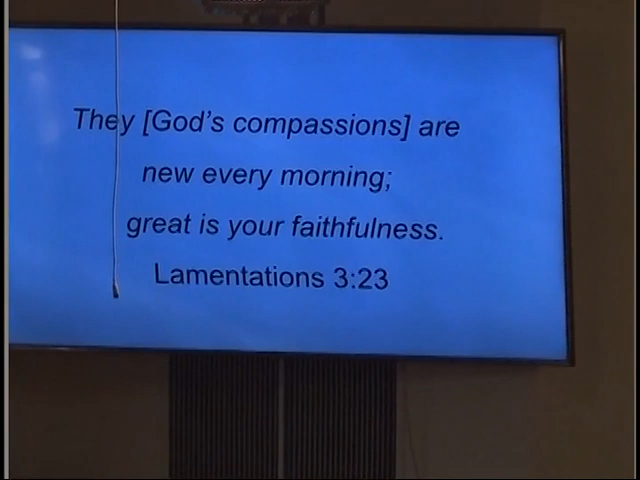 They [God's compassions] are
new every morning;
great is your faithfulness.
Lamentations 3:23